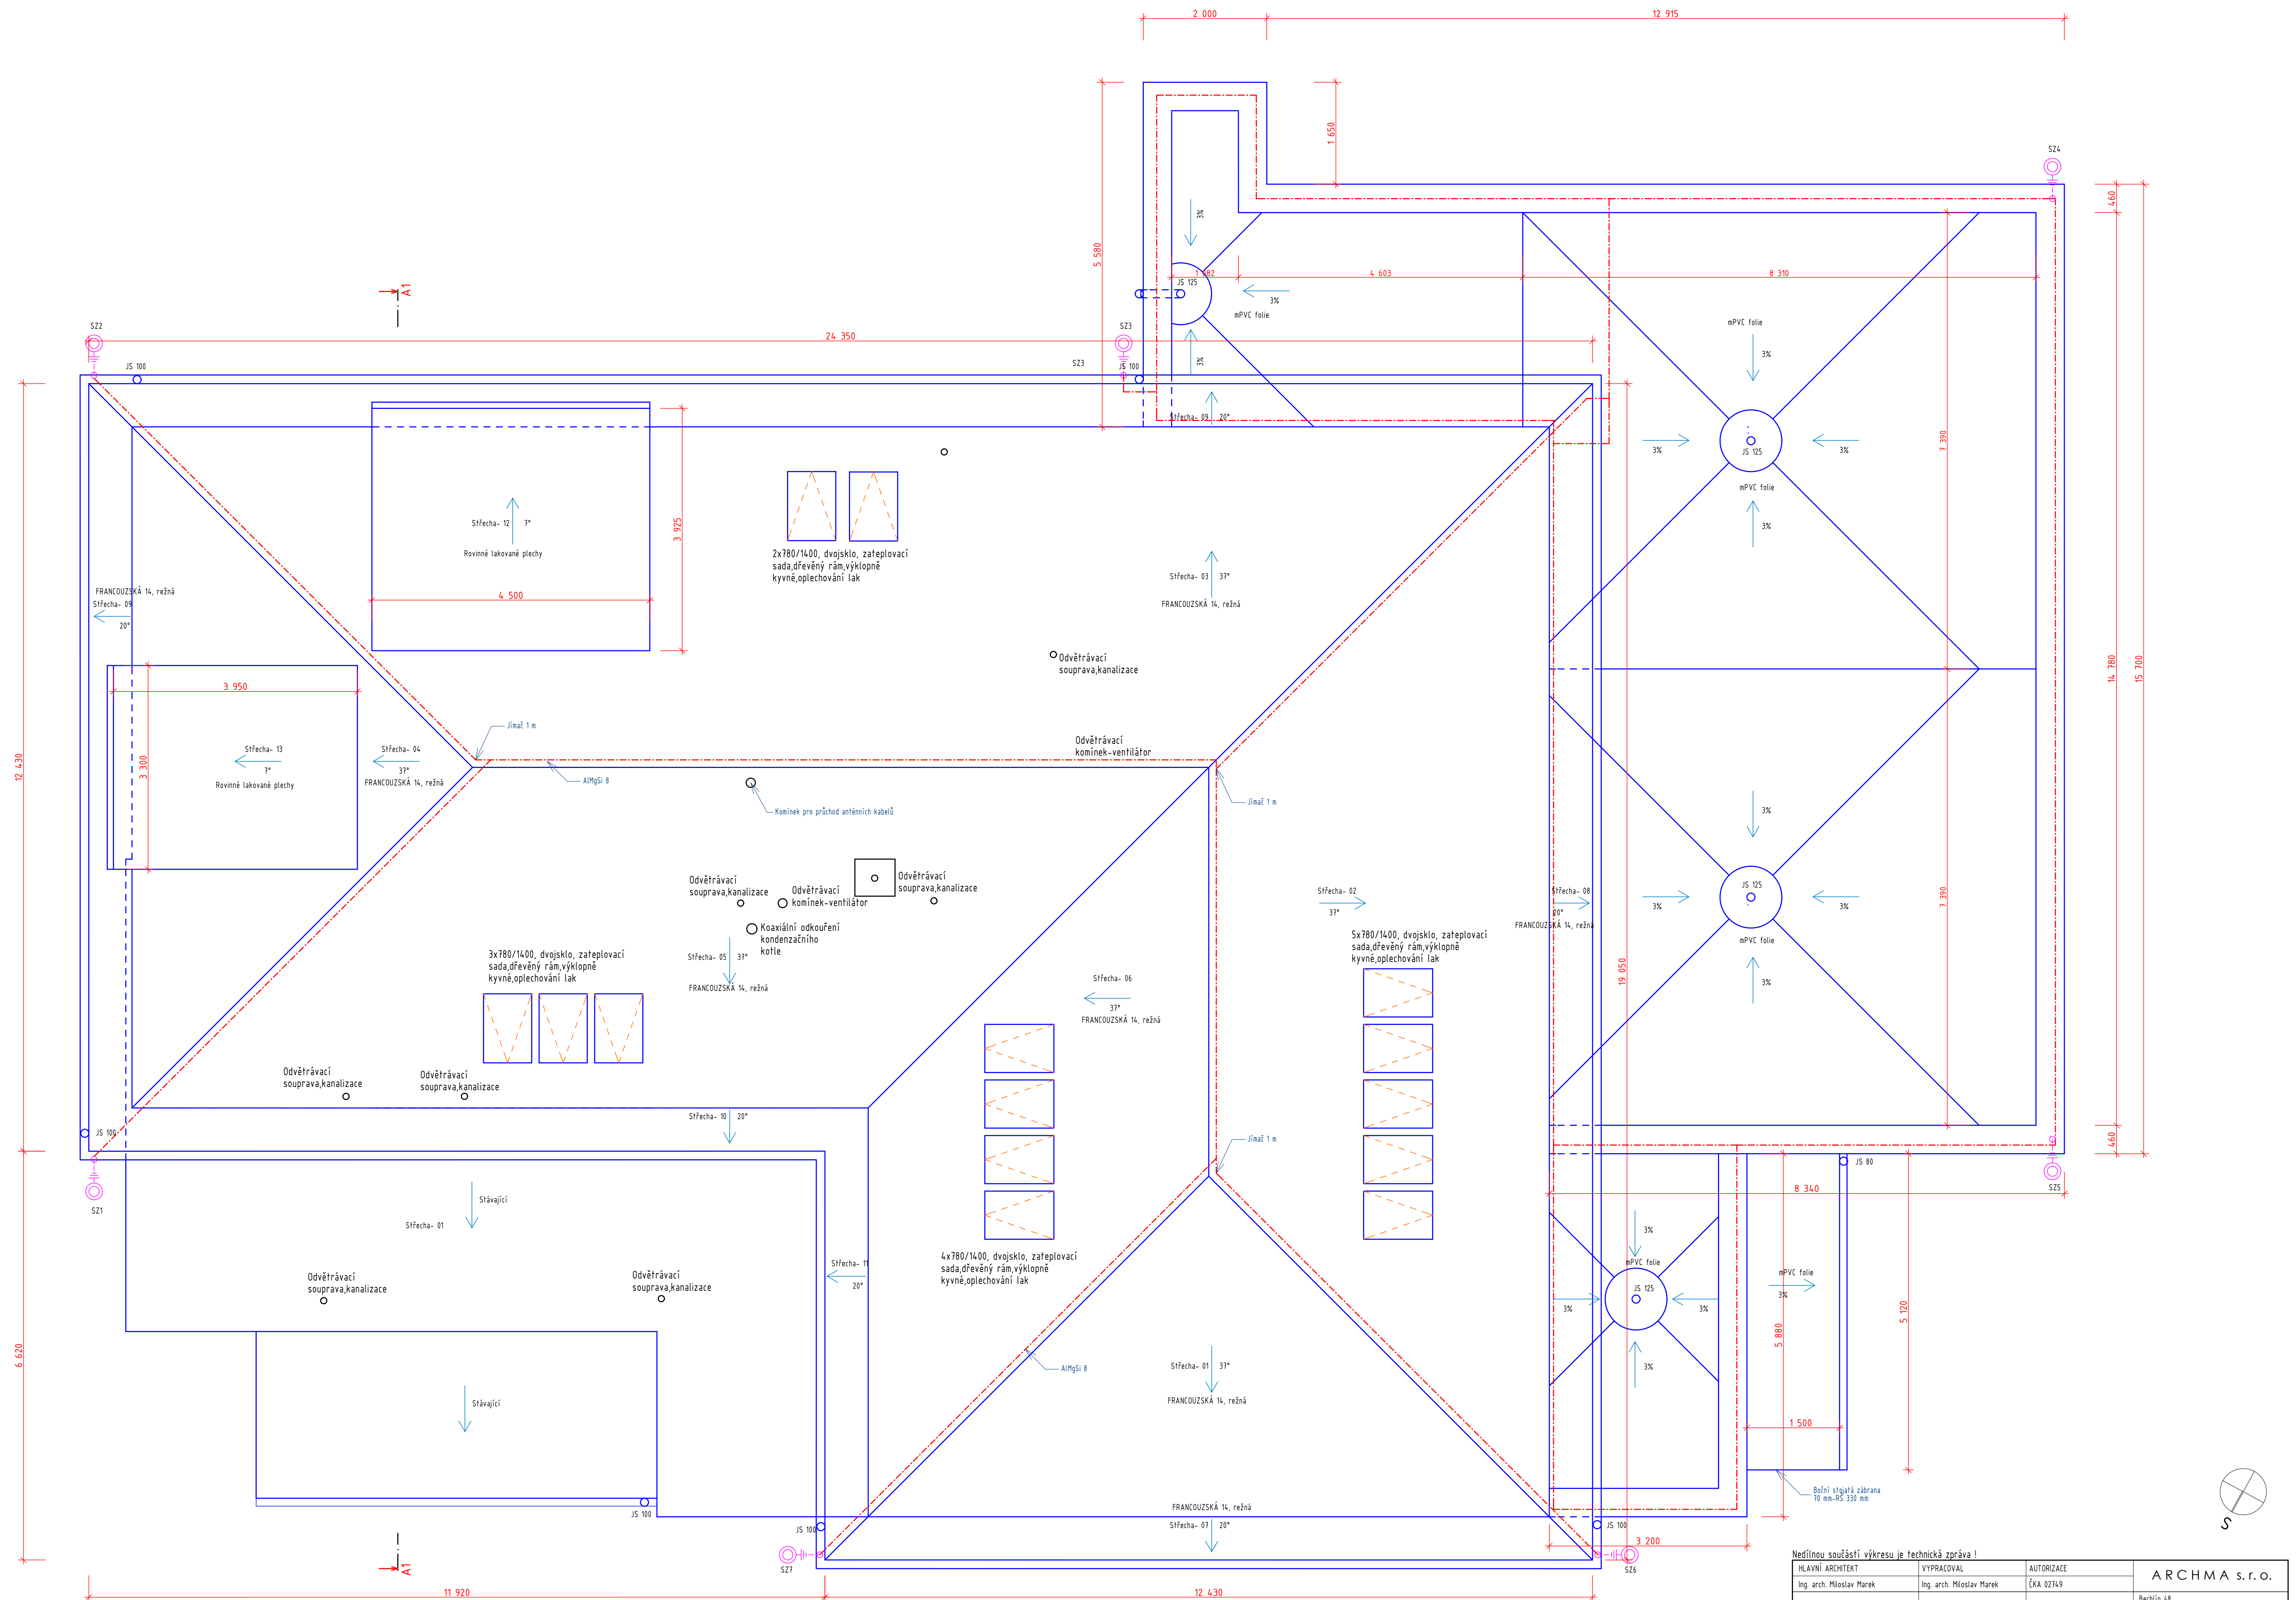 2 000
12 915
SZ4
1 650
460
3%
5 580
1 082
4 603
8 310
JS 125
3%
mPVC folie
mPVC folie
3%
A1
SZ2
SZ3
24 350
3%
JS 100
SZ3
JS 100
Střecha- 09 20°
3%
JS 125
3%
7 390
mPVC folie
3%
Střecha- 12 7°
Rovinné lakované plechy
3 925
4 500
2x780/1400, dvojsklo, zateplovací
sada,dřevěný rám,výklopně
kyvné,oplechování lak
Střecha- 03 37°
FRANCOUZSKÁ 14, režná
FRANCOUZSKÁ 14, režná
Střecha- 09
20°
Odvětrávací
souprava,kanalizace
14 780
15 700
3 950
Jímač 1 m
Střecha- 13
7°
Rovinné lakované plechy
3 300
Střecha- 04
37°
FRANCOUZSKÁ 14, režná
12 430
AlMgSi 8
Odvětrávací
komínek-ventilátor
Jímač 1 m
Komínek pro průchod anténních kabelů
3%
Odvětrávací
souprava,kanalizace
Odvětrávací
komínek-ventilátor
Odvětrávací
souprava,kanalizace
Koaxiální odkouření
kondenzačního
kotle
Střecha- 05 37°
FRANCOUZSKÁ 14, režná
Střecha- 02
37°
Střecha- 08
20°
FRANCOUZSKÁ 14, režná
3%
JS 125
3%
7 390
mPVC folie
3%
3x780/1400, dvojsklo, zateplovací
sada,dřevěný rám,výklopně
kyvné,oplechování lak
5x780/1400, dvojsklo, zateplovací
sada,dřevěný rám,výklopně
kyvné,oplechování lak
Střecha- 06
37°
FRANCOUZSKÁ 14, režná
19 050
Odvětrávací
souprava,kanalizace
Odvětrávací
souprava,kanalizace
Střecha- 10 20°
JS 100
Jímač 1 m
460
JS 80
SZ1
8 340
SZ5
Stávající
Střecha- 01
4x780/1400, dvojsklo, zateplovací
sada,dřevěný rám,výklopně
kyvné,oplechování lak
Střecha- 11
20°
Odvětrávací
souprava,kanalizace
Odvětrávací
souprava,kanalizace
3%
mPVC folie
JS 125
3%
3%
3%
mPVC folie
3%
5 880
5 120
6 620
AlMgSi 8
Střecha- 01 37°
FRANCOUZSKÁ 14, režná
Stávající
1 500
Boční stojatá zábrana
70 mm-RŠ 330 mm
JS 100
JS 100
FRANCOUZSKÁ 14, režná
Střecha- 07 20°
JS 100
3 200
S
A1
SZ7
SZ6
11 920
12 430
Nedílnou součástí výkresu je technická zpráva !
HLAVNÍ ARCHITEKT
VYPRACOVAL
AUTORIZACE
ARCHMA s.r.o.
Ing. arch. Miloslav Marek
Ing. arch. Miloslav Marek
ČKA 02749
Bechlín 48